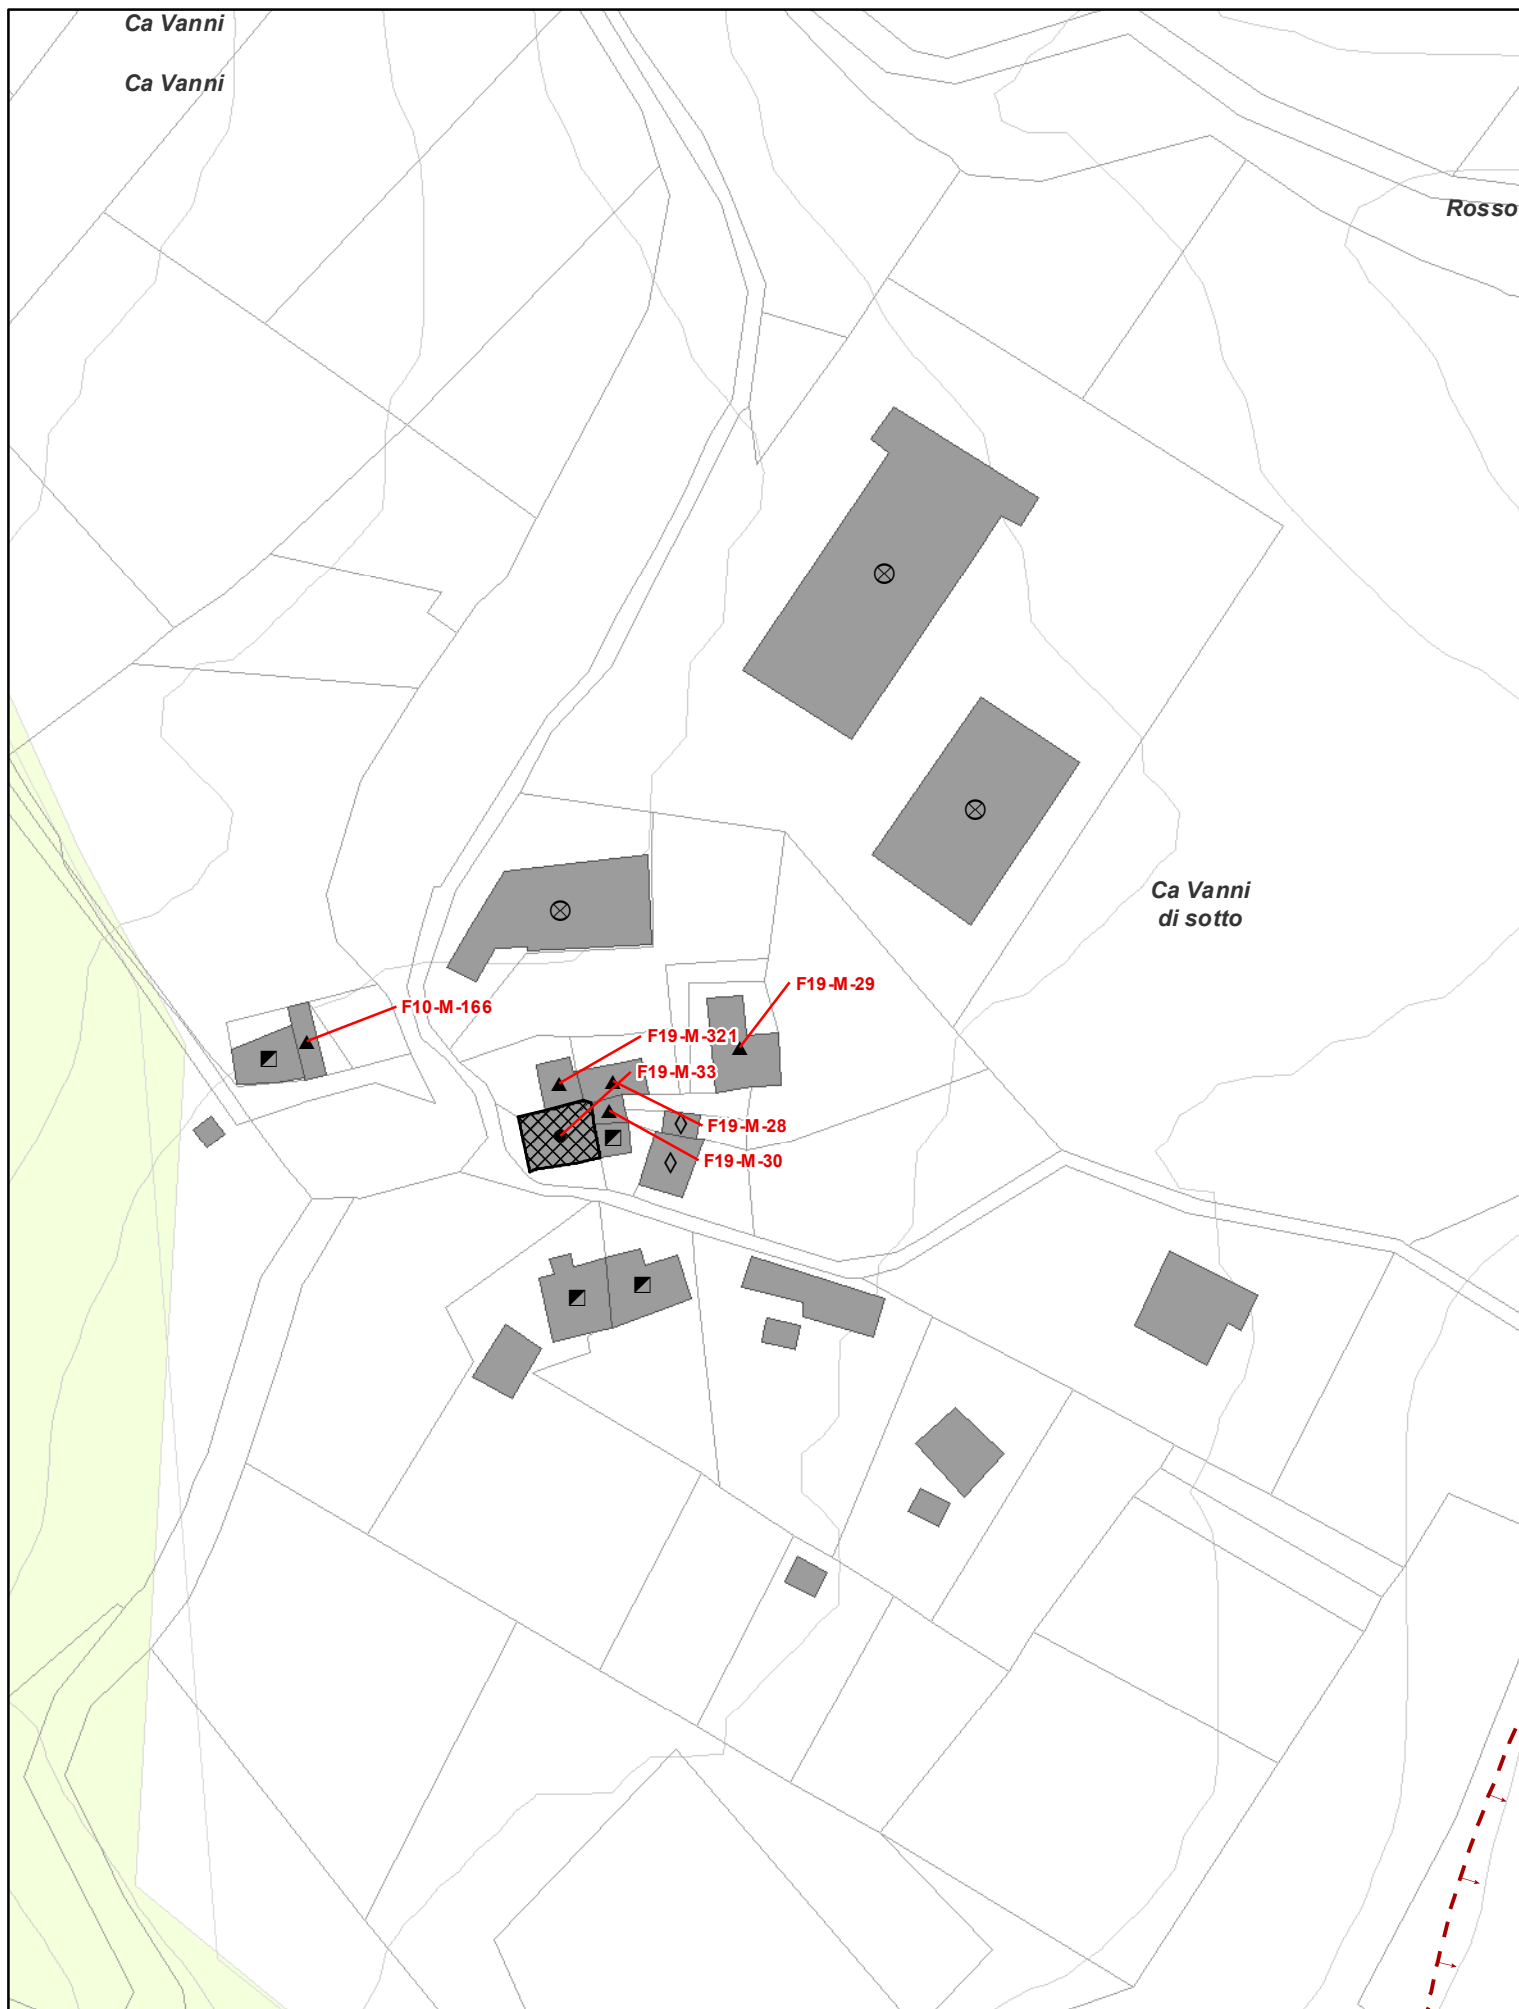 Ca Vanni
Ca Vanni
Rosso
Ca Vanni
di sotto
F19-M-29
F10-M-166
F19-M-321
F19-M-33
F19-M-28
F19-M-30